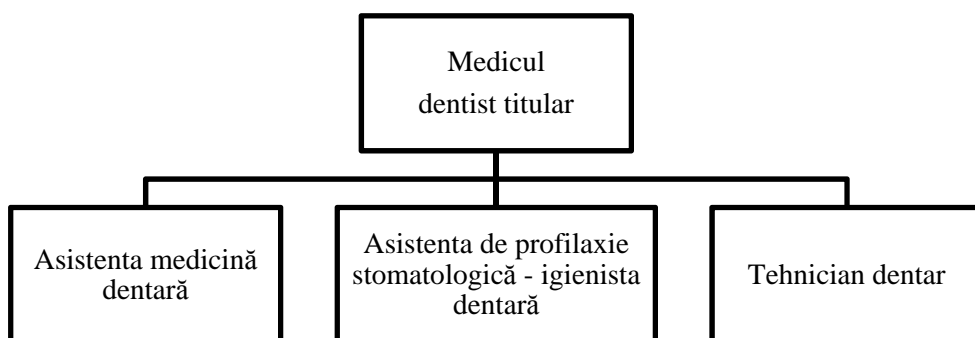 Medicul
dentist titular
Asistenta medicină
dentară
Asistenta de profilaxie
stomatologică - igienista
dentară
Tehnician dentar